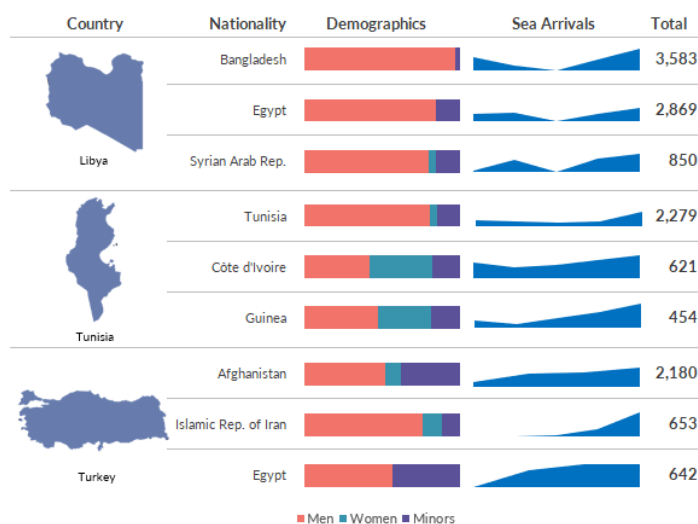 Country Nationality Demographics Sea Arrivals Total
Bangladesh 3,583
Egypt 2,869
Libya
Syrian Arab Rep. 850
Tunisia 2,279
Côte d'Ivoire 621
Guinea 454
Tunisia
Afghanistan 2,180
Islamic Rep. of Iran 653
Turkey
Egypt 642
Men Women Minors